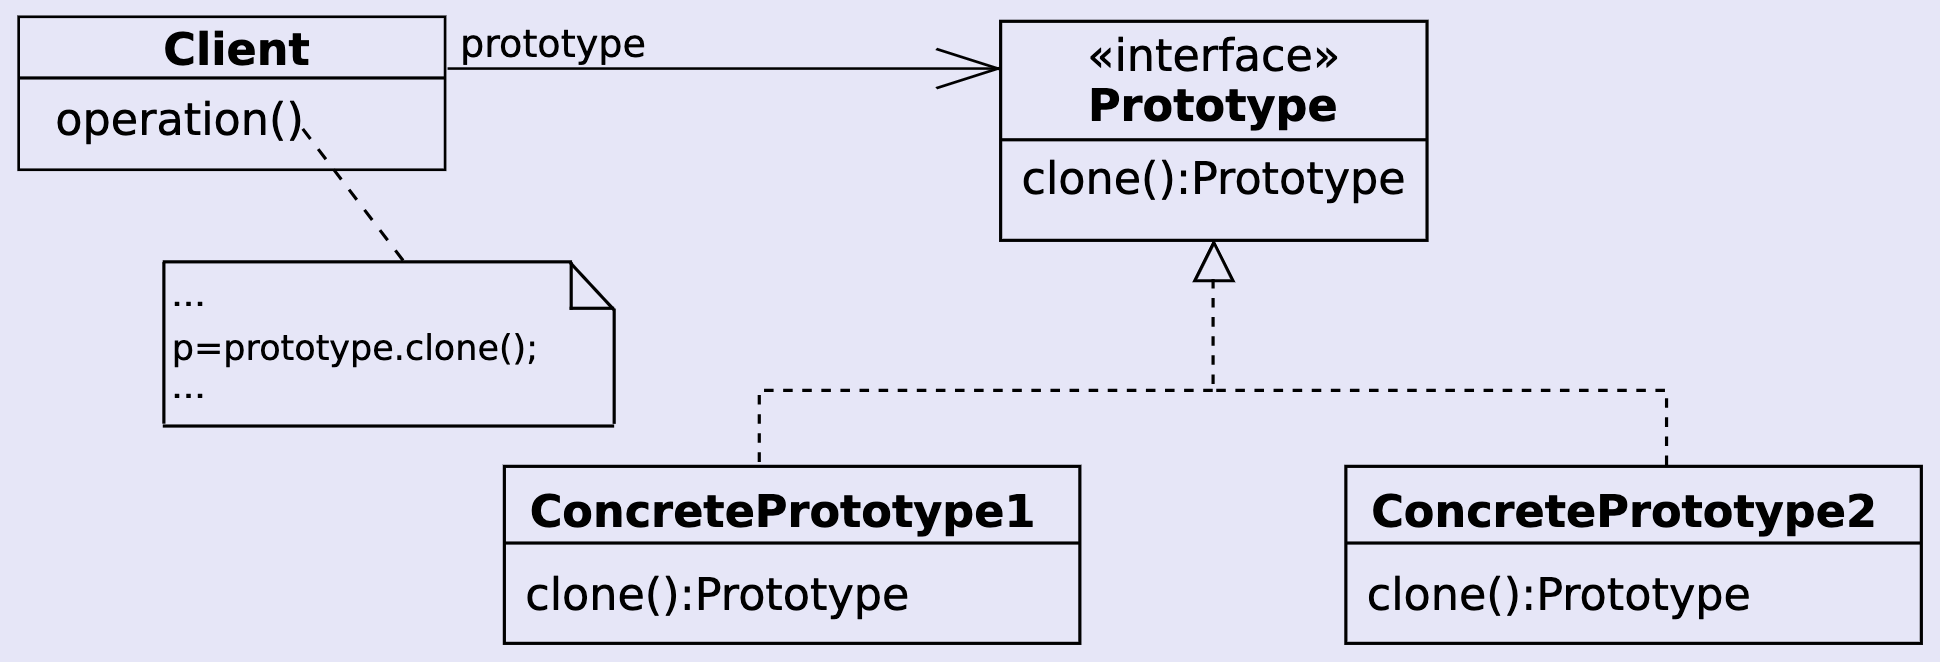 Client
operation()
prototype
«interface»
Prototype
clone():Prototype
...
p=prototype.clone();
...
ConcretePrototype1
clone():Prototype
ConcretePrototype2
clone():Prototype